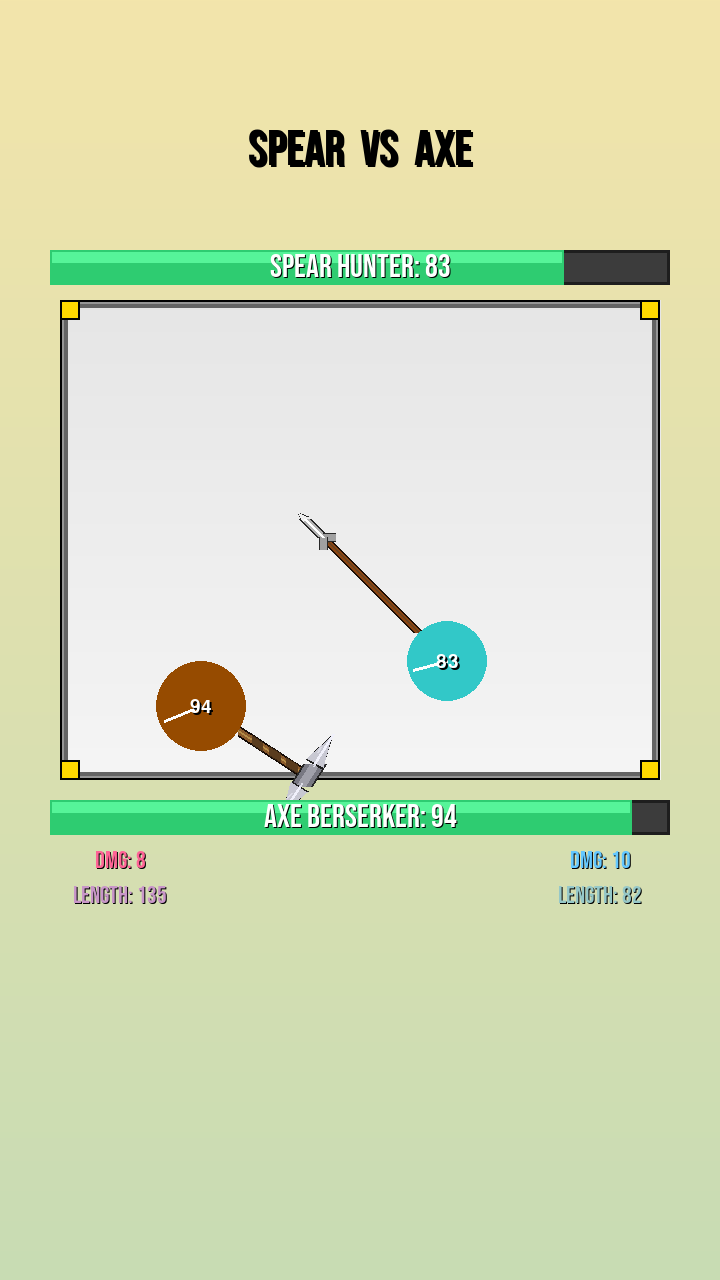 SPEAR VS AXE
SPEAR HUNTER: 83
83
94
AXE BERSERKER: 94
DMG: 8
DMG: 10
LENGTH: 135
LENGTH: 82